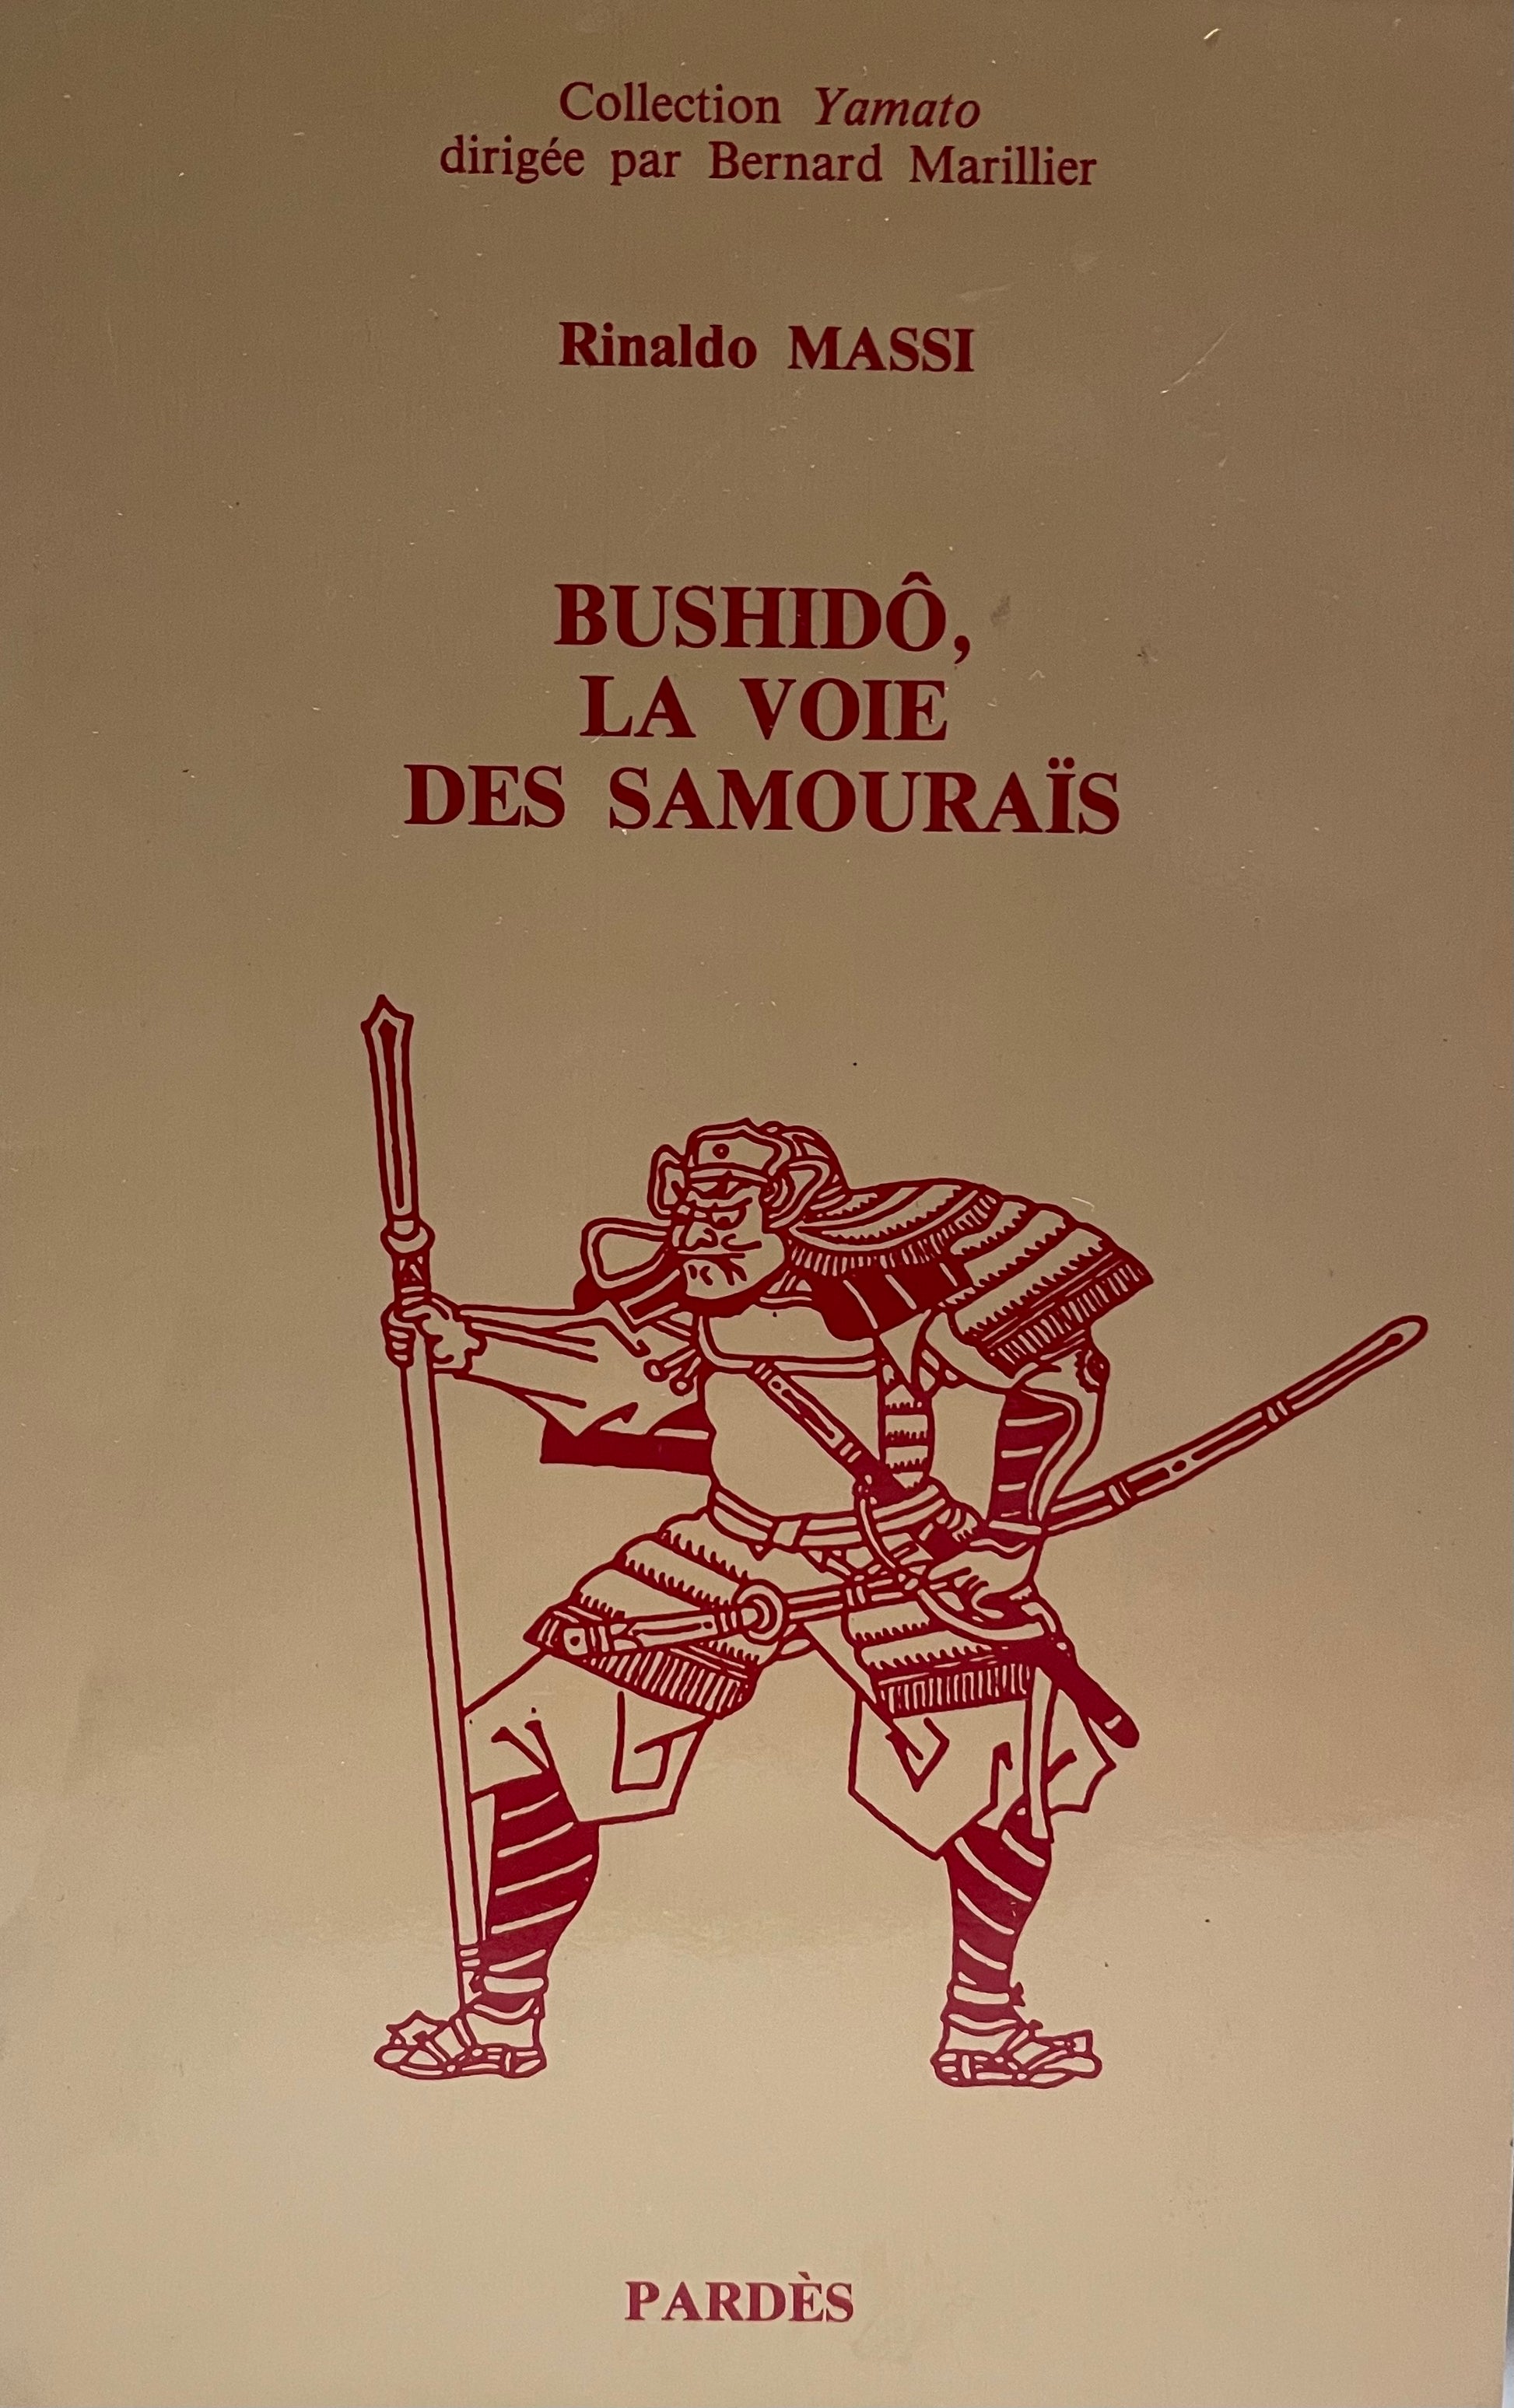 Collection Yamato
dirigée par Bernard Marillier
Rinaldo MASSI
BUSHIDÔ,
LA VOIE
DES SAMOURAÏS
PARDÈS